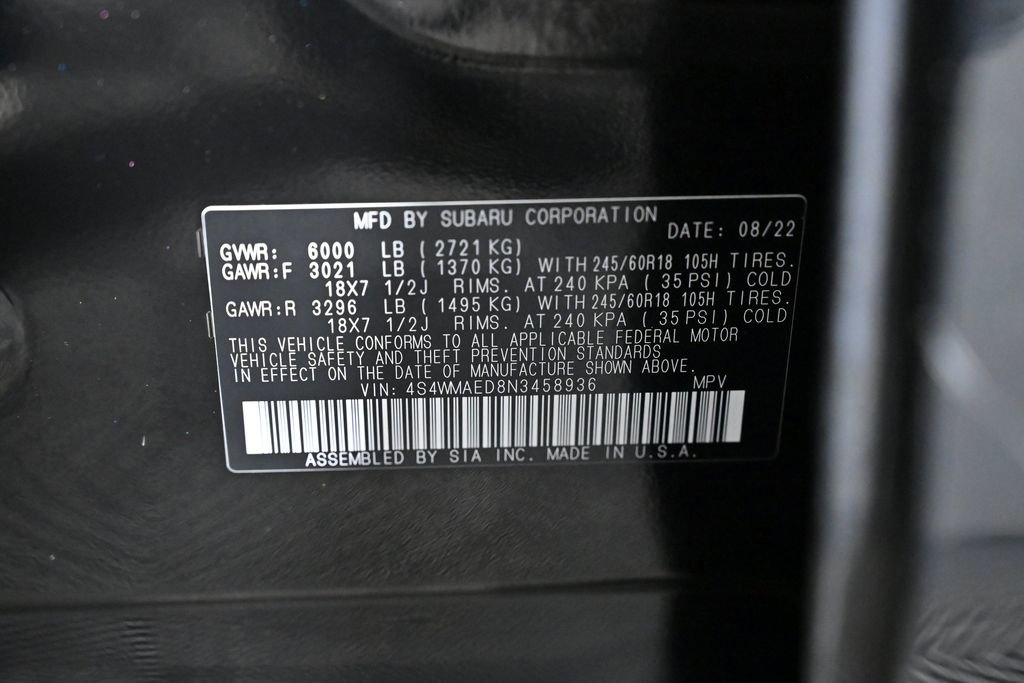 MFD BY SUBARU CORPORATION
DATE: 08/22
GVWR: 6000 LB ( 2721 KG)
GAWR:F 3021 LB ( 1370 KG) WITH 245/60R18 105H TIRES.
18X7 1/2J RIMS. AT 240 KPA ( 35 PSI) COLD
GAWR:R 3296 LB ( 1495 KG) WITH 245/60R18 105H TIRES.
18X7 1/2J RIMS. AT 240 KPA ( 35 PSI) COLD
THIS VEHICLE CONFORMS TO ALL APPLICABLE FEDERAL MOTOR
VEHICLE SAFETY AND THEFT PREVENTION STANDARDS
IN EFFECT ON THE DATE OF MANUFACTURE SHOWN ABOVE.
VIN: 4S4WMAED8N3458936 MPV
ASSEMBLED BY SIA INC. MADE IN U.S.A.